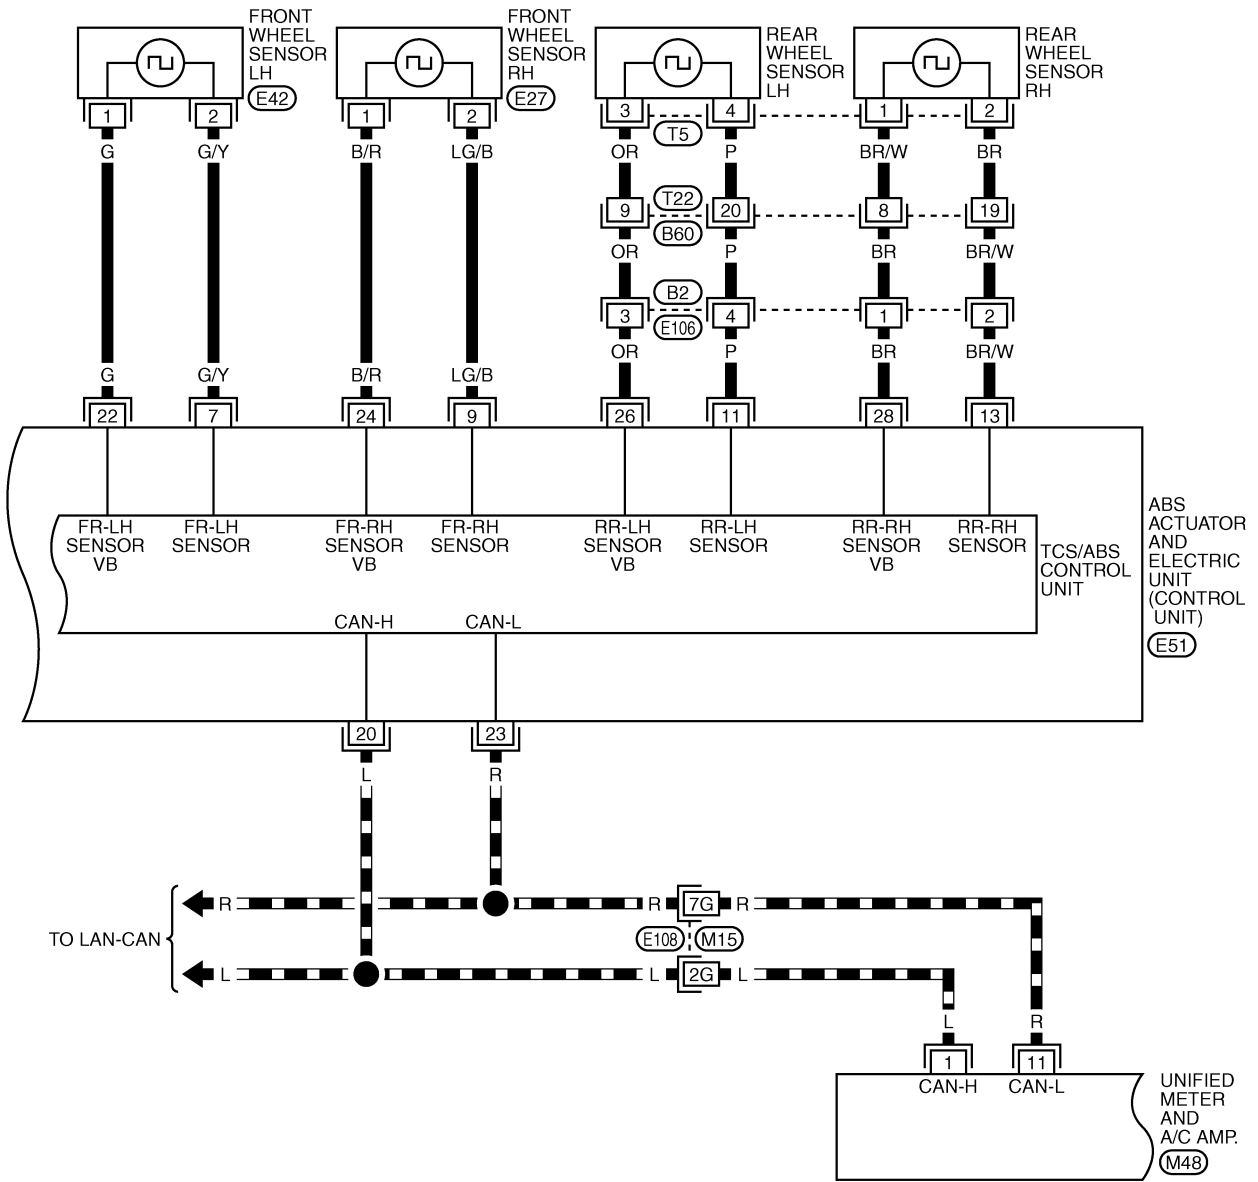 FRONT
WHEEL
SENSOR
LH
E42
FRONT
WHEEL
SENSOR
RH
E27
REAR
WHEEL
SENSOR
LH
REAR
WHEEL
SENSOR
RH
1 2 1 2 3 4 1 2
T5
G G/Y B/R LG/B OR P BR/W BR
T22
9 20 8 19
B60
OR P BR BR/W
B2
3 4 1 2
E106
OR P BR BR/W
G G/Y B/R LG/B
22 7 24 9 26 11 28 13
FR-LH
SENSOR
VB
FR-LH
SENSOR
FR-RH
SENSOR
VB
FR-RH
SENSOR
RR-LH
SENSOR
VB
RR-LH
SENSOR
RR-RH
SENSOR
VB
RR-RH
SENSOR
TCS/ABS
CONTROL
UNIT
ABS
ACTUATOR
AND
ELECTRIC
UNIT
(CONTROL
UNIT)
E51
CAN-H CAN-L
20 23
L R
R R 7G R
TO LAN-CAN
E108 M15
L L 2G L
L R
1 11
CAN-H CAN-L
UNIFIED
METER
AND
A/C AMP.
M48